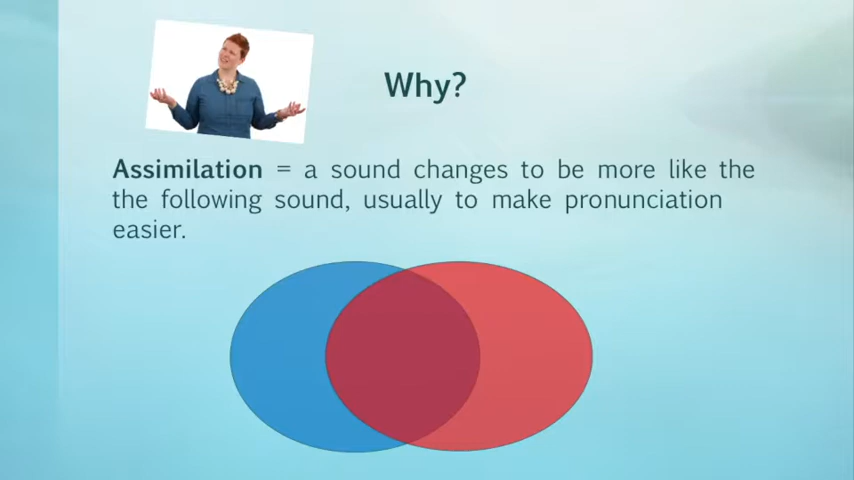 Why?
Assimilation = a sound changes to be more like the
the following sound, usually to make pronunciation
easier.